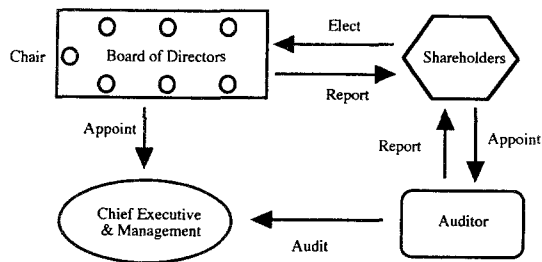 Elect
Chair
Board of Directors
Shareholders
Report
Appoint
Report
Appoint
Chief Executive
& Management
Auditor
Audit